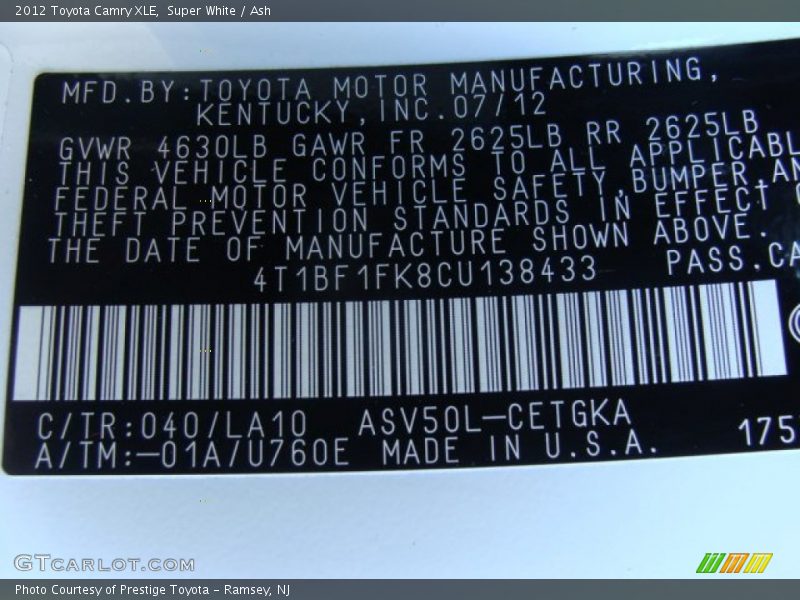 2012 Toyota Camry XLE,  Super White / Ash
MFD.BY:TOYOTA MOTOR MANUFACTURING,
KENTUCKY,INC.07/12
GVWR 4630LB GAWR FR 2625LB RR 2625LB
THIS VEHICLE CONFORMS TO ALL APPLICABL
FEDERAL MOTOR VEHICLE SAFETY,BUMPER,AN
THEFT PREVENTION STANDARDS IN EFFECT O
THE DATE OF MANUFACTURE SHOWN ABOVE.
4T1BF1FK8CU138433 PASS.CA
C/TR:040/LA10 ASV50L-CETGKA
A/TM:-01A/U760E MADE IN U.S.A. 175
GTCARLOT.COM
Photo Courtesy of Prestige Toyota - Ramsey, NJ